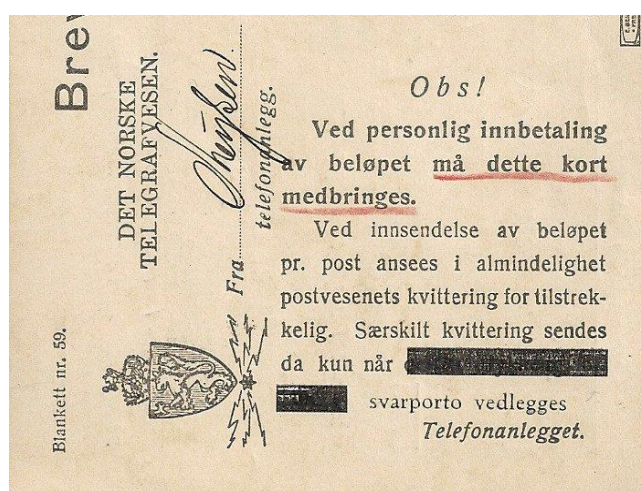 Brev
DET NORSKE
TELEGRAFVESEN.
Fra
telefonanlegg.
Blankett nr. 59.
Obs!
Ved personlig innbetaling
av beløpet må dette kort
medbringes.
Ved innsendelse av beløpet
pr. post ansees i almindelighet
postvesenets kvittering for tilstrek-
kelig. Særskilt kvittering sendes
da kun når
svarporto vedlegges
Telefonanlegget.